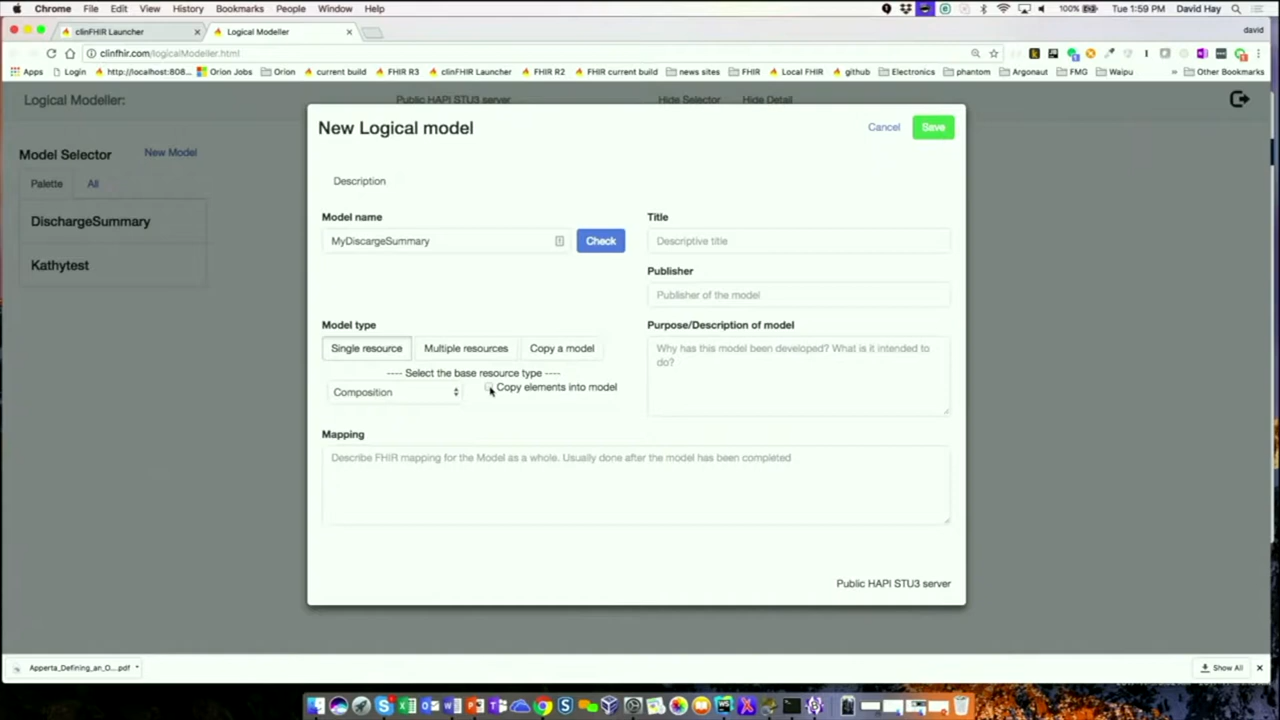 Chrome File Edit View History Bookmarks People Window Help 100% Tue 1:59 PM David Hay
clinFHIR Launcher × Logical Modeller × david
clinfhir.com/logicalModeller.html
Apps Login http://localhost:808... Orion Jobs Orion current build FHIR R3 clinFHIR Launcher FHIR R2 FHIR current build news sites FHIR Local FHIR github Electronics phantom Argonaut FMG Waipu » Other Bookmarks
Logical Modeller: Public HAPI STU3 server Hide Selector Hide Detail
New Logical model Cancel Save
Model Selector New Model
Palette All
DischargeSummary
Kathytest
Description
Model name Title
MyDiscargeSummary Check Descriptive title
Publisher
Publisher of the model
Model type Purpose/Description of model
Single resource Multiple resources Copy a model Why has this model been developed? What is it intended to
do?
---- Select the base resource type ----
Composition Copy elements into model
Mapping
Describe FHIR mapping for the Model as a whole. Usually done after the model has been completed
Public HAPI STU3 server
Apperta_Defining_an_O....pdf Show All ×